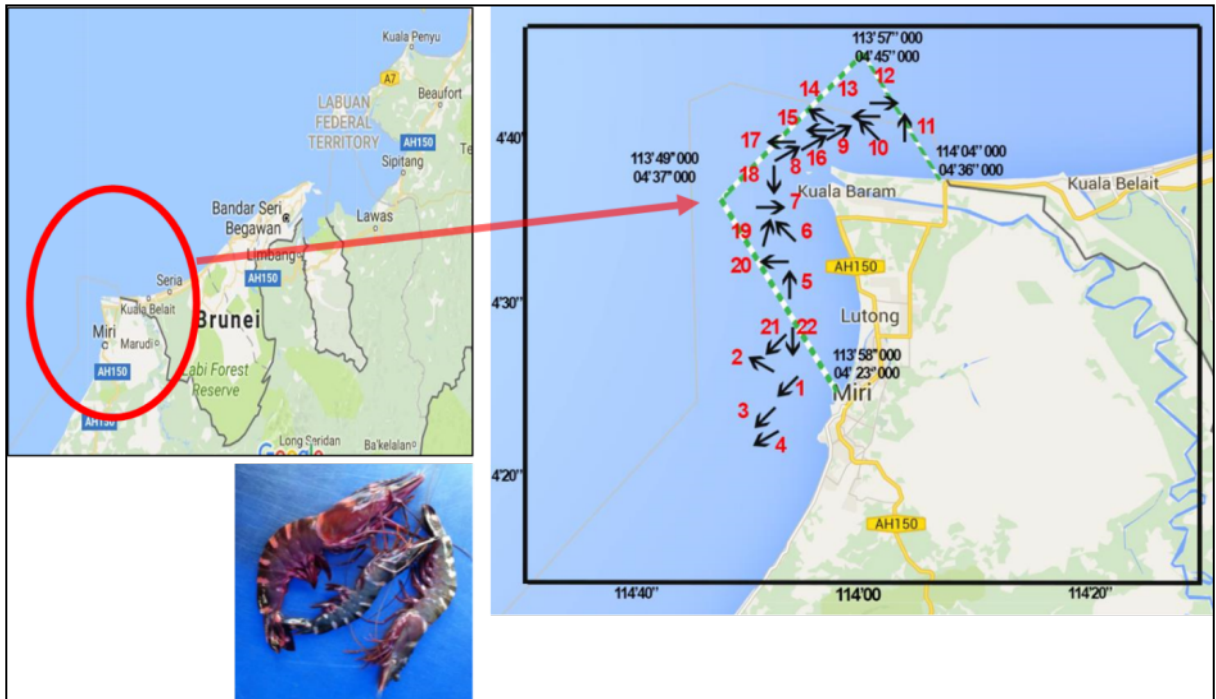 Kuala Penyu
A7
LABUAN
FEDERAL
TERRITORY
Beaufort
AH150
Sipitang
Bandar Seri
Begawan
Lawas
Limbang
AH150
Seria
Kuala Belait
Brunei
Miri
Marudi
AH150
Labi Forest
Reserve
AH150
Long Seridan
Ba'kelalan
Google
113'57'' 000
04'45'' 000
12
14
13
4'40''
15
11
17
9
10
113'49''000
04'37''000
8
16
114'04'' 000
04'36'' 000
18
Kuala Baram
Kuala Belait
7
19
6
20
AH150
5
4'30''
Lutong
21
22
2
113'58''000
04'23''000
1
Miri
3
4
4'20''
AH150
114'40''
114'00
114'20''